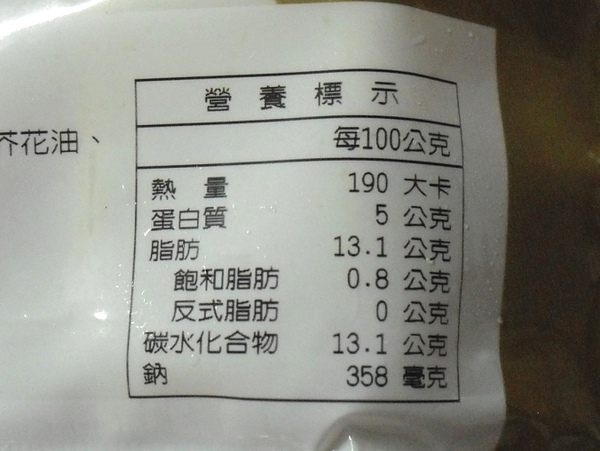 營養標示
芥花油、
每100公克
熱量 190 大卡
蛋白質 5 公克
脂肪 13.1 公克
飽和脂肪 0.8 公克
反式脂肪 0 公克
碳水化合物 13.1 公克
鈉 358 毫克